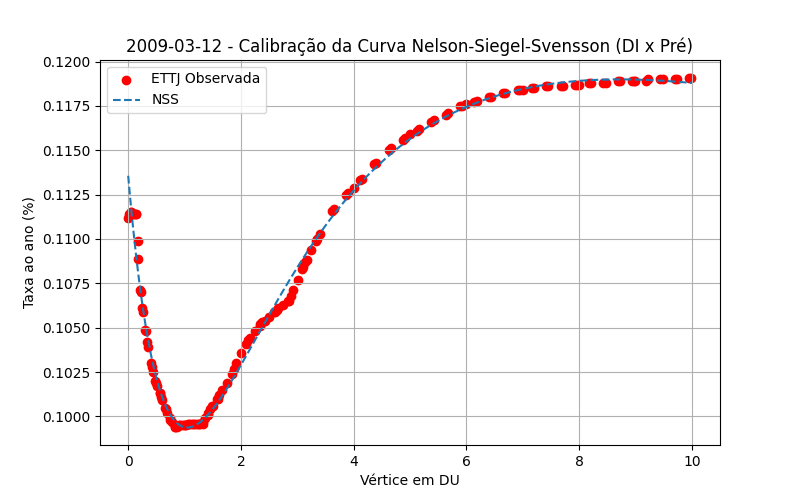 2009-03-12 - Calibração da Curva Nelson-Siegel-Svensson (DI x Pré)
ETTJ Observada
NSS
Taxa ao ano (%)
0.1200
0.1175
0.1150
0.1125
0.1100
0.1075
0.1050
0.1025
0.1000
0 2 4 6 8 10
Vértice em DU